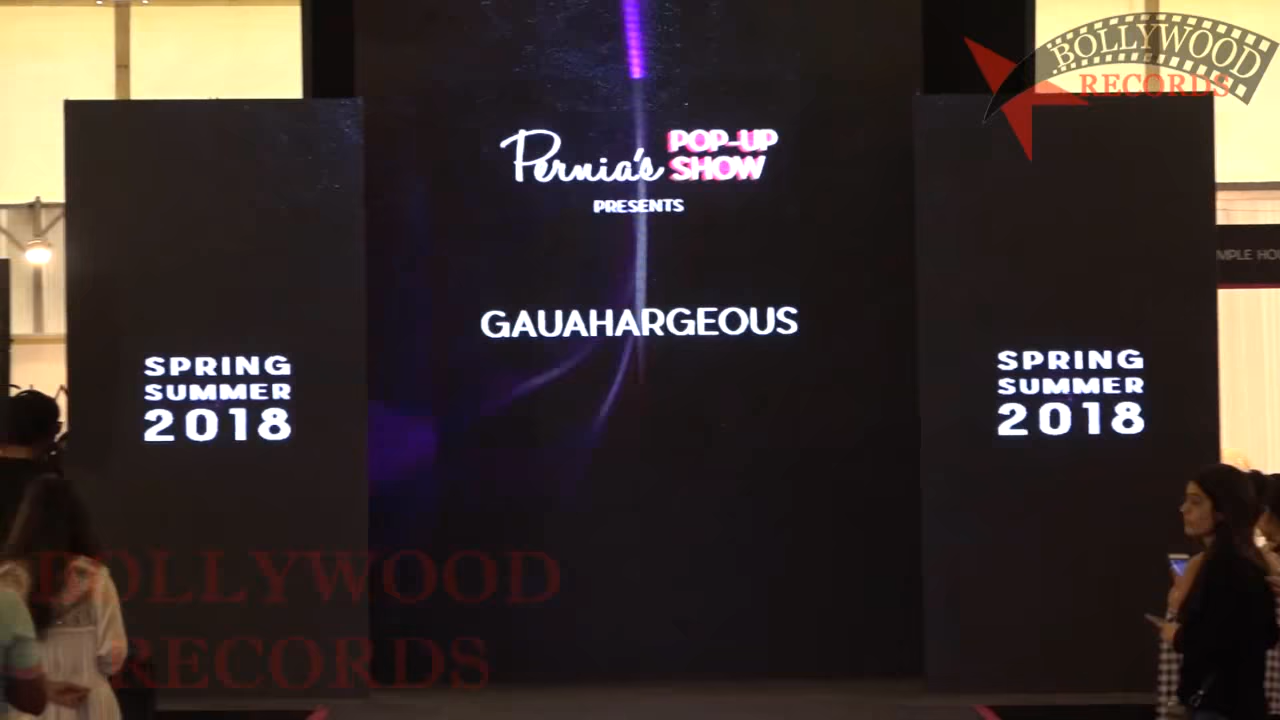 BOLLYWOOD
RECORDS
Pernia's POP-UP
SHOW
PRESENTS
GAUAHARGEOUS
SPRING
SUMMER
2018
SPRING
SUMMER
2018
BOLLYWOOD
RECORDS